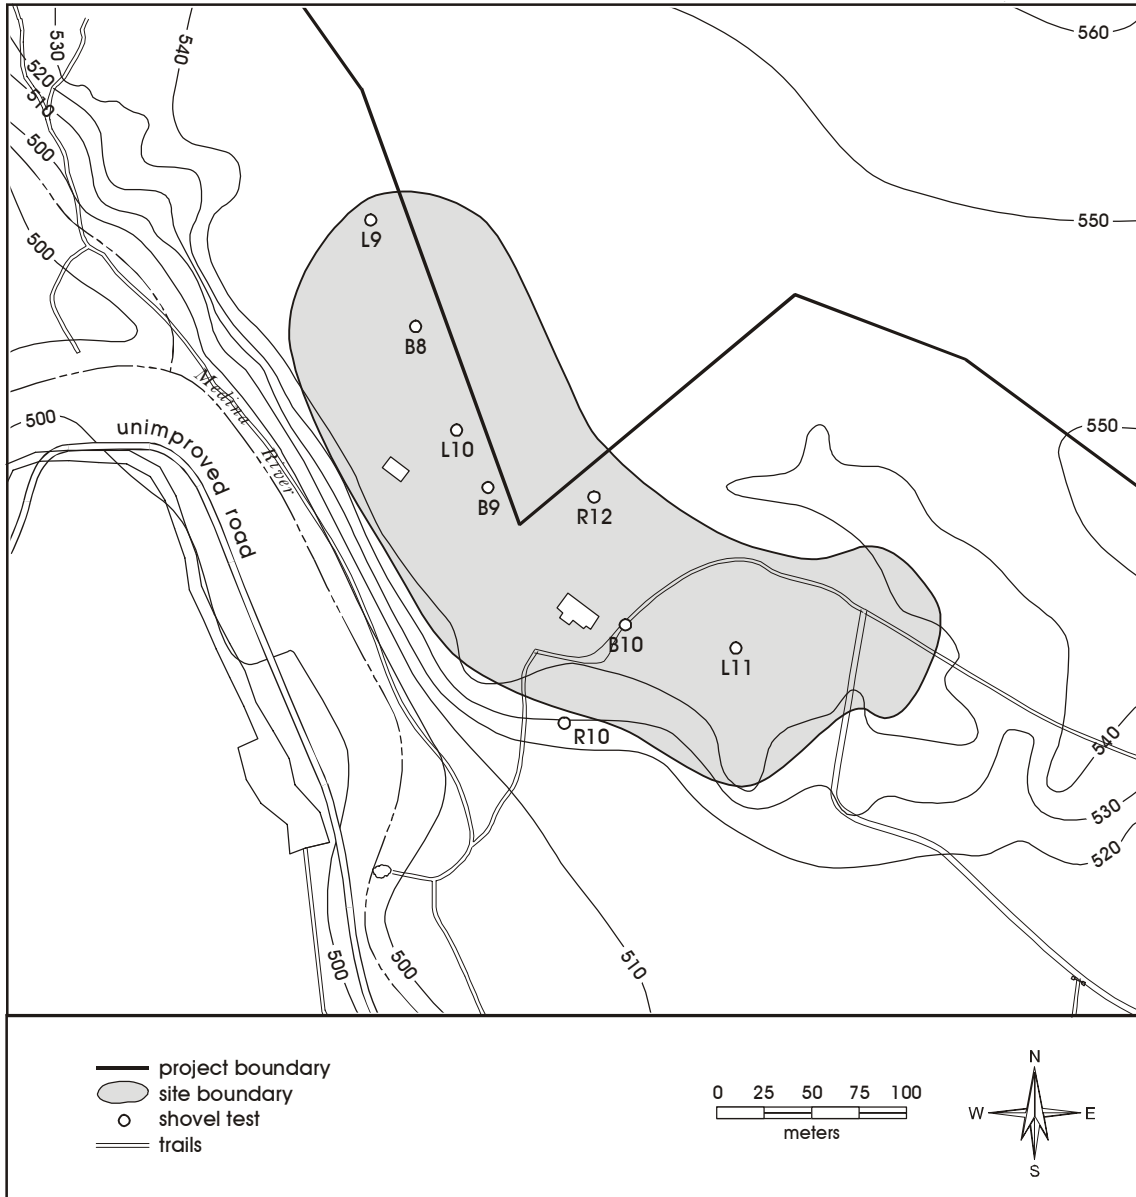 530
540
560
520
510
500
550
L9
500
B8
Medina River
500
unimproved road
550
L10
B9
R12
B10
L11
R10
540
530
520
500
500
510
project boundary
site boundary
shovel test
trails
0 25 50 75 100
meters
N
W E
S